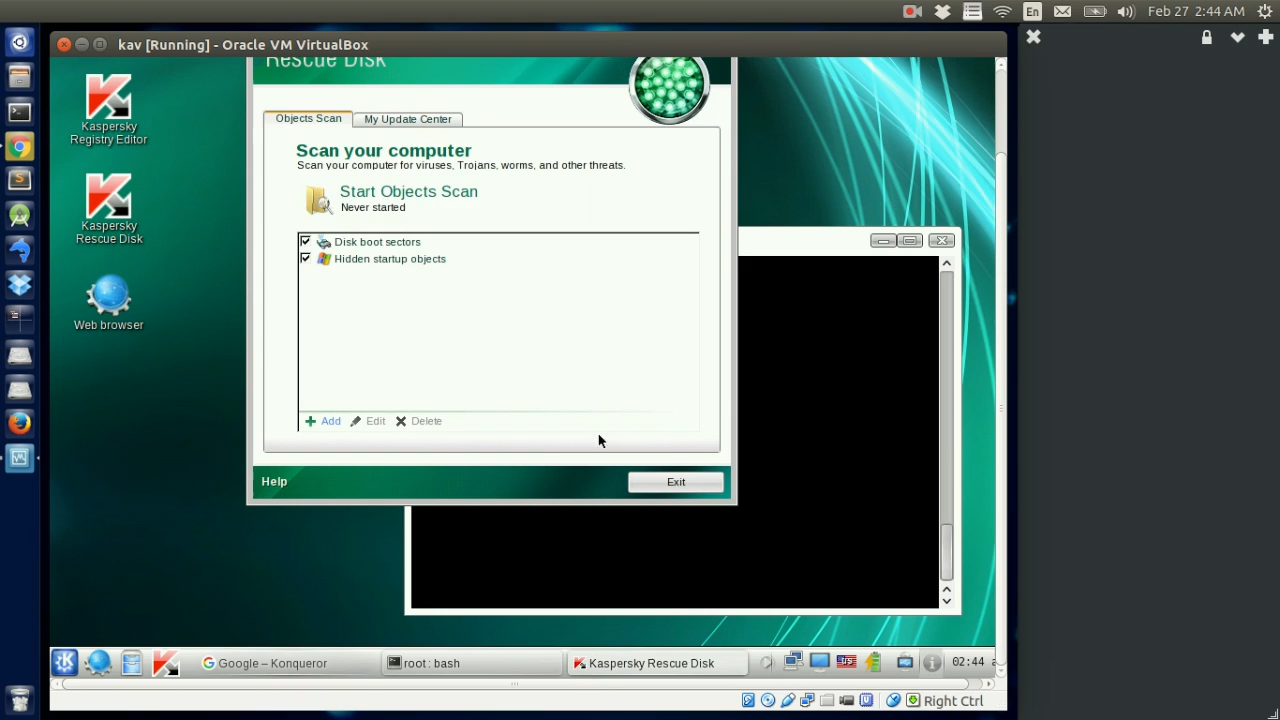 En
Feb 27 2:44 AM
kav [Running] - Oracle VM VirtualBox
Rescue Disk
Kaspersky
Registry Editor
Kaspersky
Rescue Disk
Web browser
Objects Scan
My Update Center
Scan your computer
Scan your computer for viruses, Trojans, worms, and other threats.
Start Objects Scan
Never started
Disk boot sectors
Hidden startup objects
Add
Edit
Delete
Help
Exit
Google – Konqueror
root : bash
Kaspersky Rescue Disk
02:44
Right Ctrl